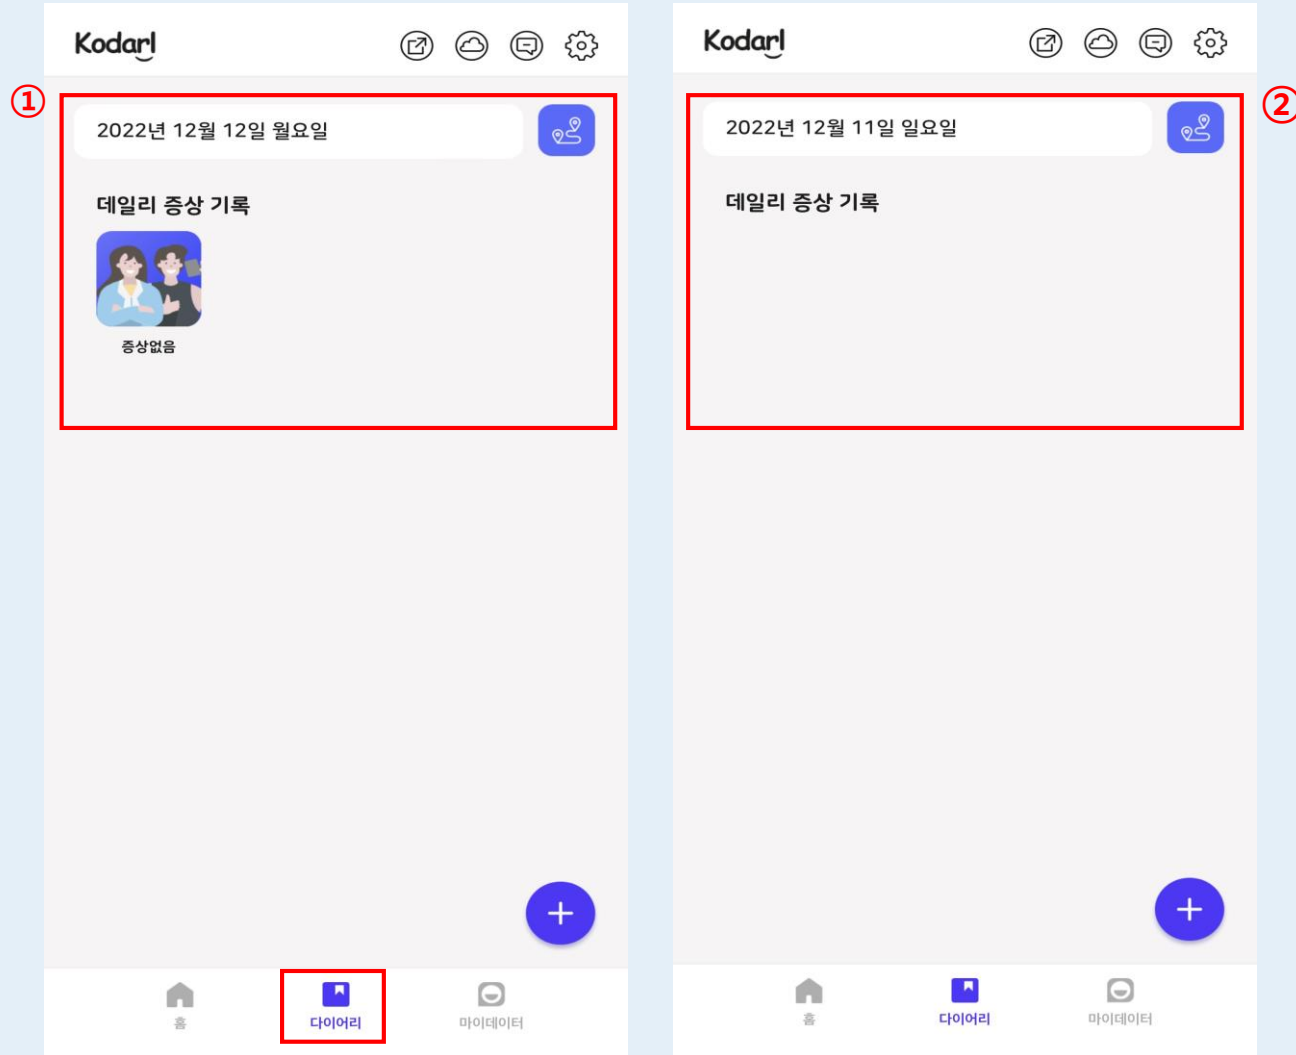 Kodarl
①
2022년 12월 12일 월요일
데일리 증상 기록
증상없음
홈
다이어리
마이데이터
Kodarl
②
2022년 12월 11일 일요일
데일리 증상 기록
홈
다이어리
마이데이터